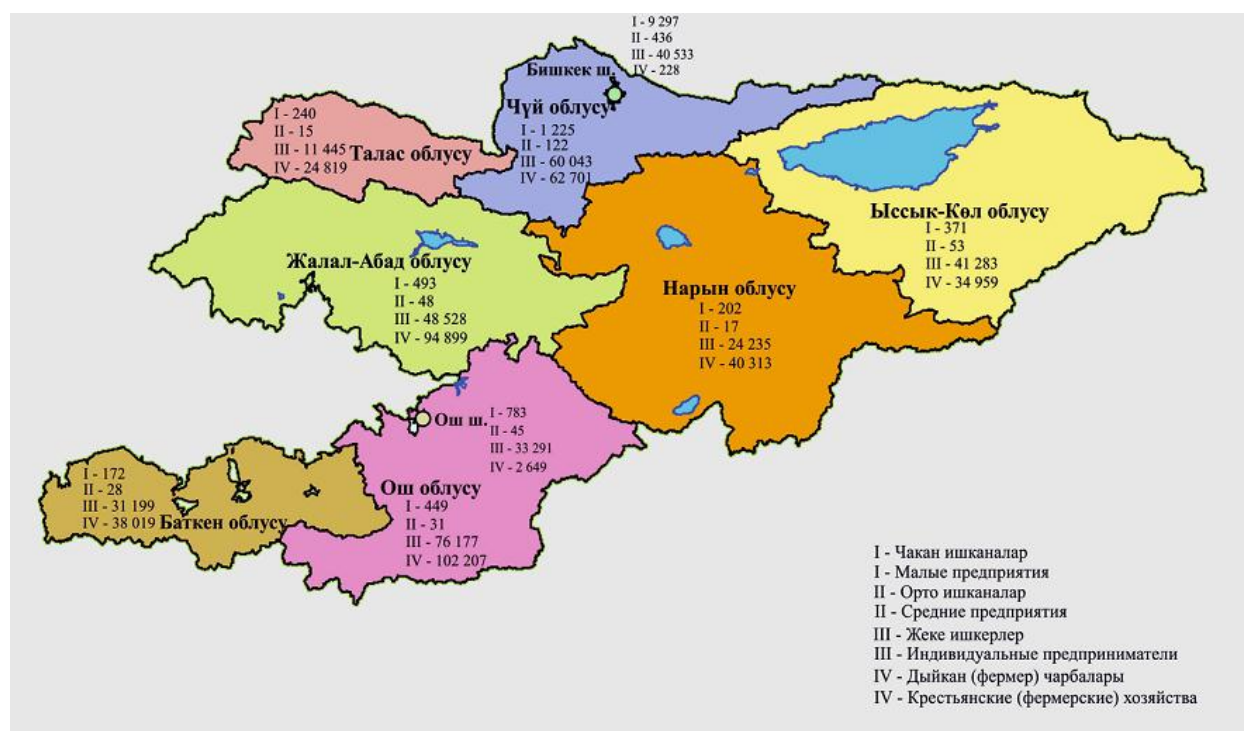 I - 9 297
II - 436
III - 40 533
IV - 228
Бишкек ш.
Чүй облусу
I - 1 225
II - 122
III - 60 043
IV - 62 701
I - 240
II - 15
III - 11 445
IV - 24 819
Талас облусу
Ыссык-Көл облусу
I - 371
II - 53
III - 41 283
IV - 34 959
Жалал-Абад облусу
I - 493
II - 48
III - 48 528
IV - 94 899
Нарын облусу
I - 202
II - 17
III - 24 235
IV - 40 313
Ош ш.
I - 783
II - 45
III - 33 291
IV - 2 649
Ош облусу
I - 449
II - 31
III - 76 177
IV - 102 207
I - 172
II - 28
III - 31 199
IV - 38 019
Баткен облусу
I - Чакан ишканалар
I - Малые предприятия
II - Орто ишканалар
II - Средние предприятия
III - Жеке ишкерлер
III - Индивидуальные предприниматели
IV - Дыйкан (фермер) чарбалары
IV - Крестьянские (фермерские) хозяйства